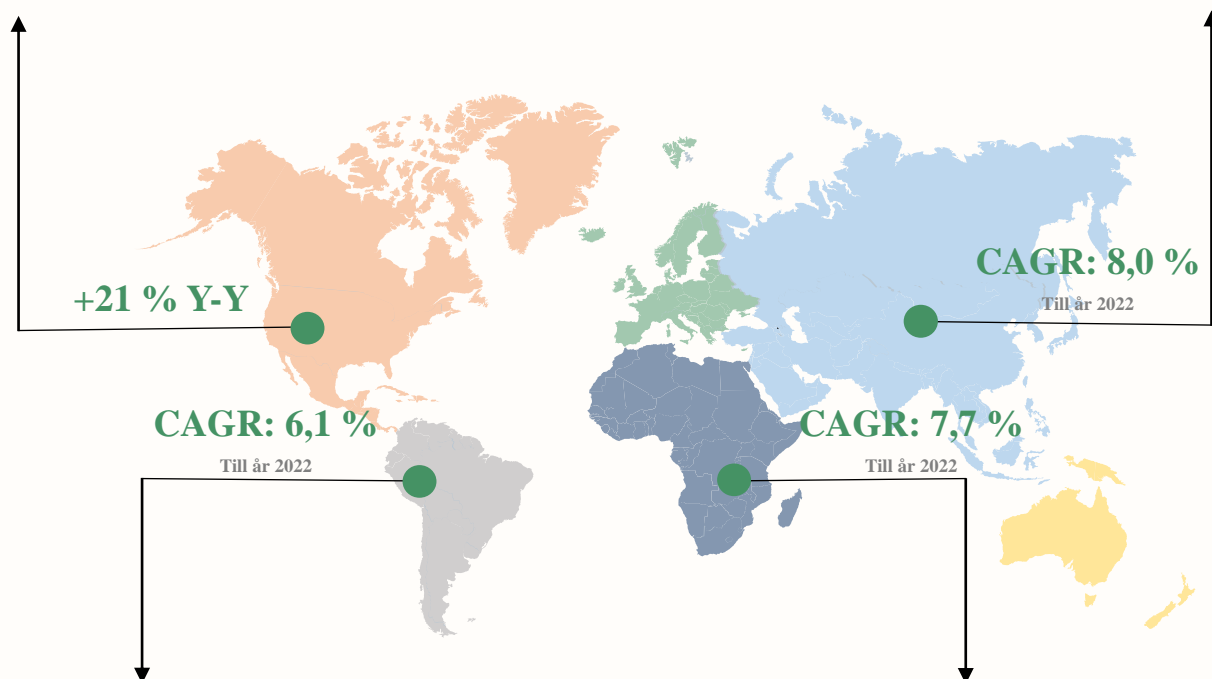 CAGR: 8,0 %
Till år 2022
+21 % Y-Y
CAGR: 6,1 %
Till år 2022
CAGR: 7,7 %
Till år 2022